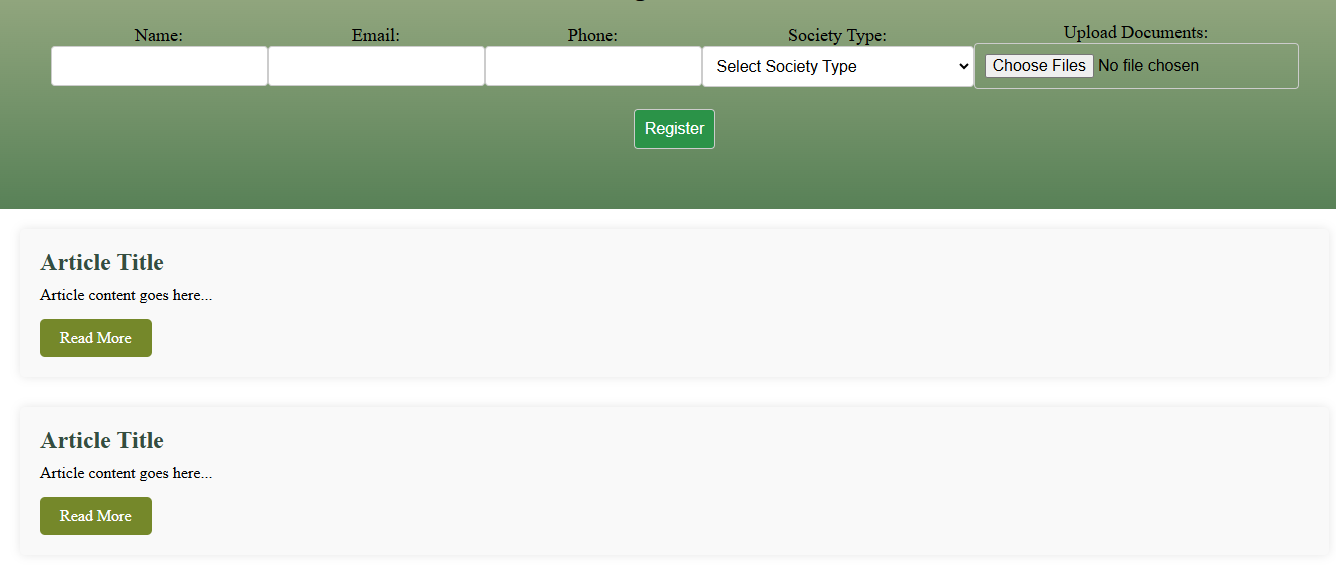 Name: Email: Phone: Society Type: Upload Documents:
Select Society Type Choose Files No file chosen
Register
Article Title
Article content goes here...
Read More
Article Title
Article content goes here...
Read More